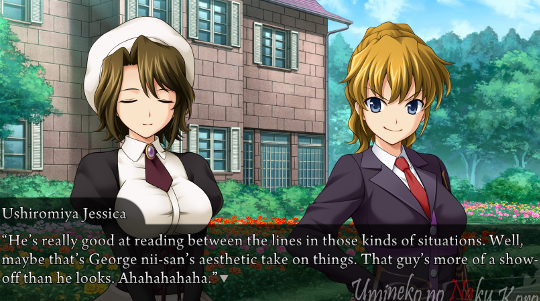 Ushiromiya Jessica
“He’s really good at reading between the lines in those kinds of situations. Well,
maybe that’s George nii-san’s aesthetic take on things. That guy’s more of a show-
off than he looks. Ahahahahaha.”
Umineko no Naku Koro